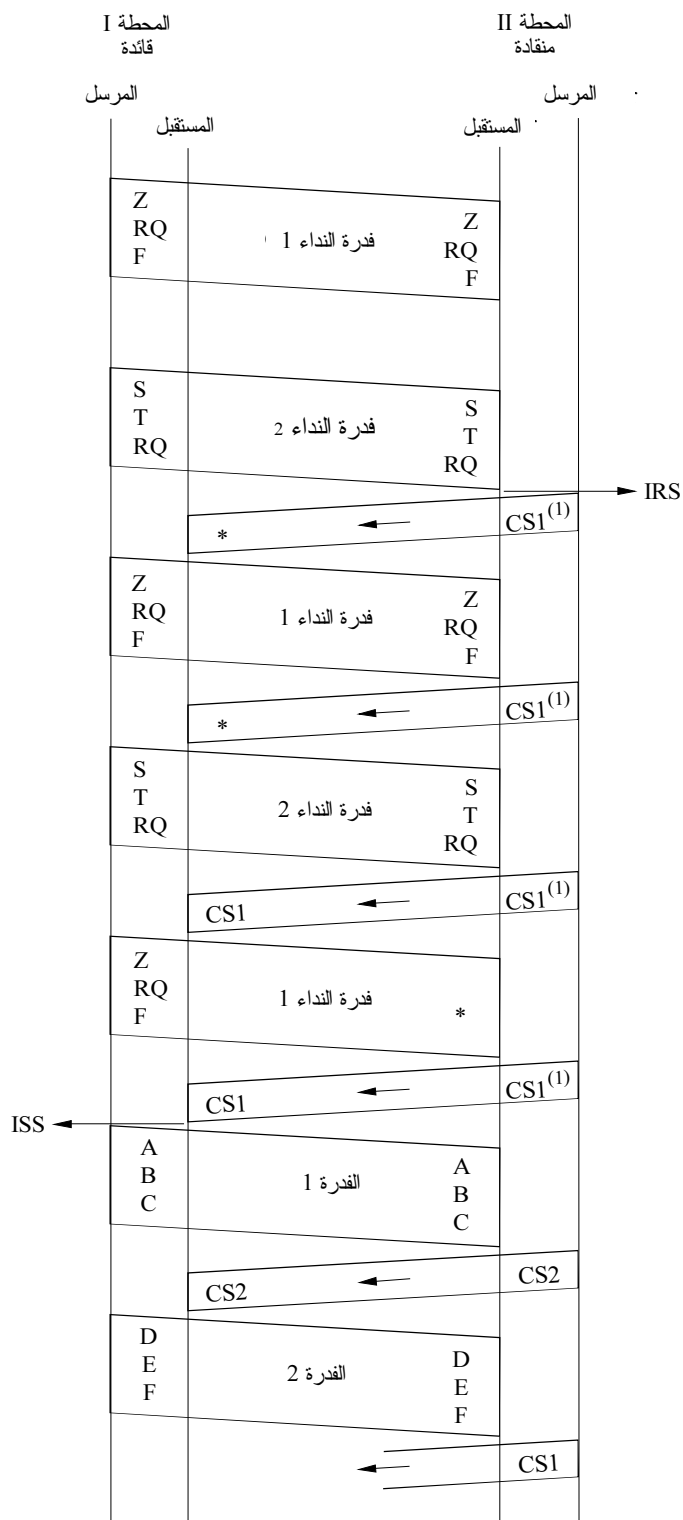 المحطة I
قائدة
المحطة II
منقادة
المرسل
المستقبل
المستقبل
المرسل
Z
RQ
F
فدرة النداء 1
Z
RQ
F
S
T
RQ
فدرة النداء 2
S
T
RQ
IRS
*
CS1(1)
Z
RQ
F
فدرة النداء 1
Z
RQ
F
*
CS1(1)
S
T
RQ
فدرة النداء 2
S
T
RQ
CS1
CS1(1)
Z
RQ
F
فدرة النداء 1
*
CS1
CS1(1)
ISS
A
B
C
الفدرة 1
A
B
C
CS2
CS2
D
E
F
الفدرة 2
D
E
F
CS1